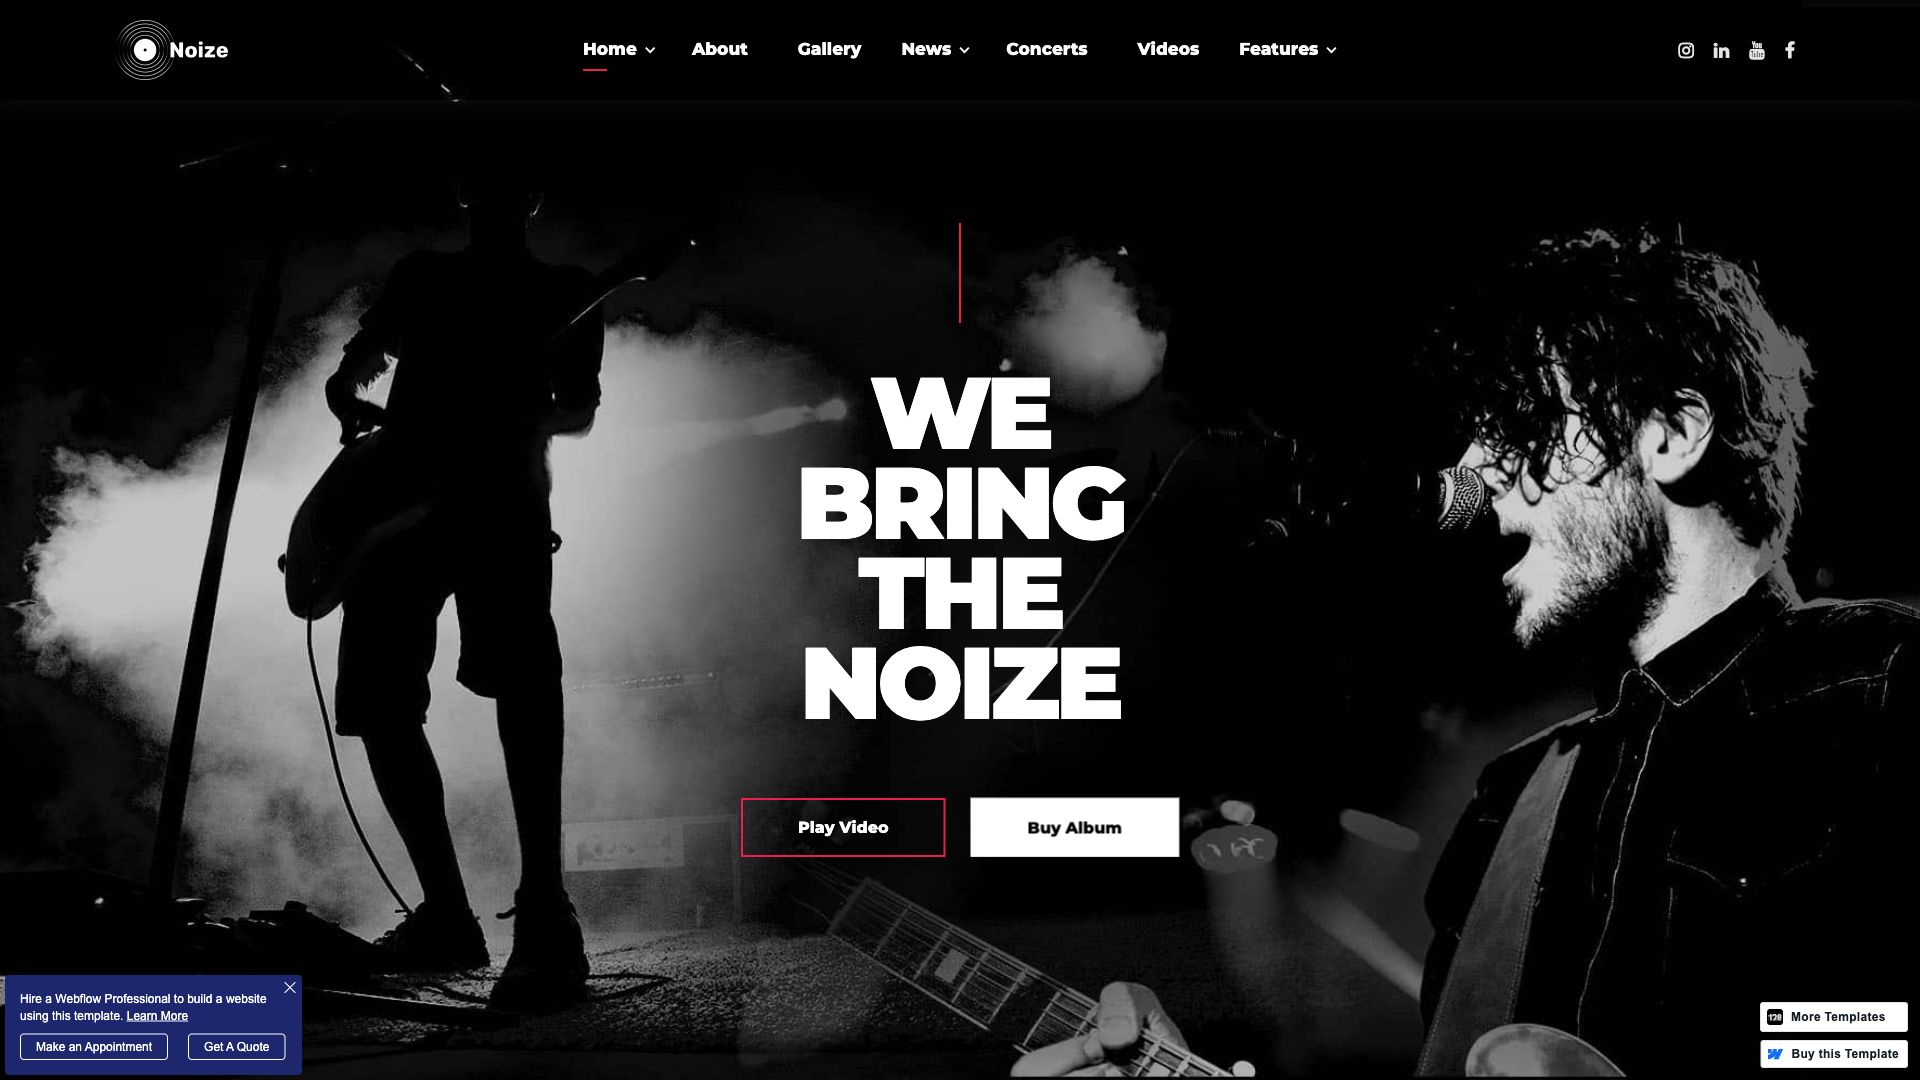 Noize
Home
About
Gallery
News
Concerts
Videos
Features
WE
BRING
THE
NOIZE
Play Video
Buy Album
Hire a Webflow Professional to build a website
using this template. Learn More
Make an Appointment
Get A Quote
128 More Templates
Buy this Template